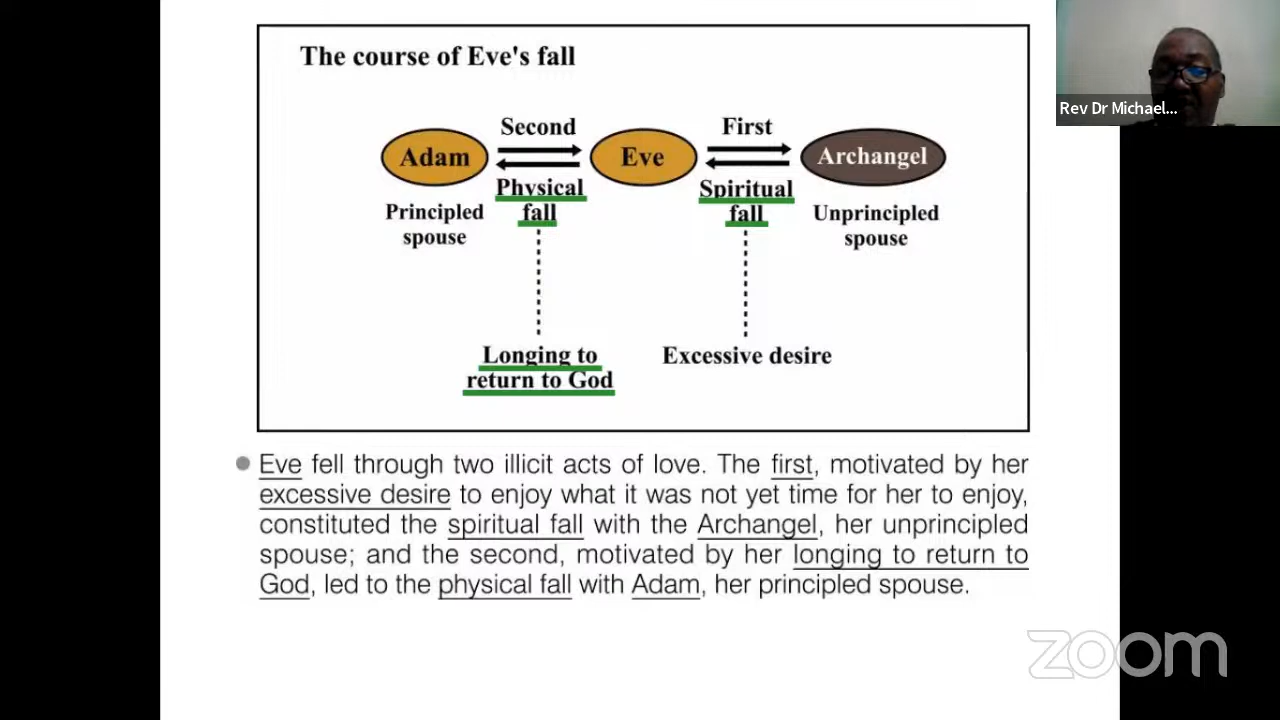 The course of Eve's fall
Rev Dr Michael...
Second
First
Adam
Eve
Archangel
Physical
fall
Spiritual
fall
Principled
spouse
Unprincipled
spouse
Longing to
return to God
Excessive desire
Eve fell through two illicit acts of love. The first, motivated by her
excessive desire to enjoy what it was not yet time for her to enjoy,
constituted the spiritual fall with the Archangel, her unprincipled
spouse; and the second, motivated by her longing to return to
God, led to the physical fall with Adam, her principled spouse.
zoom